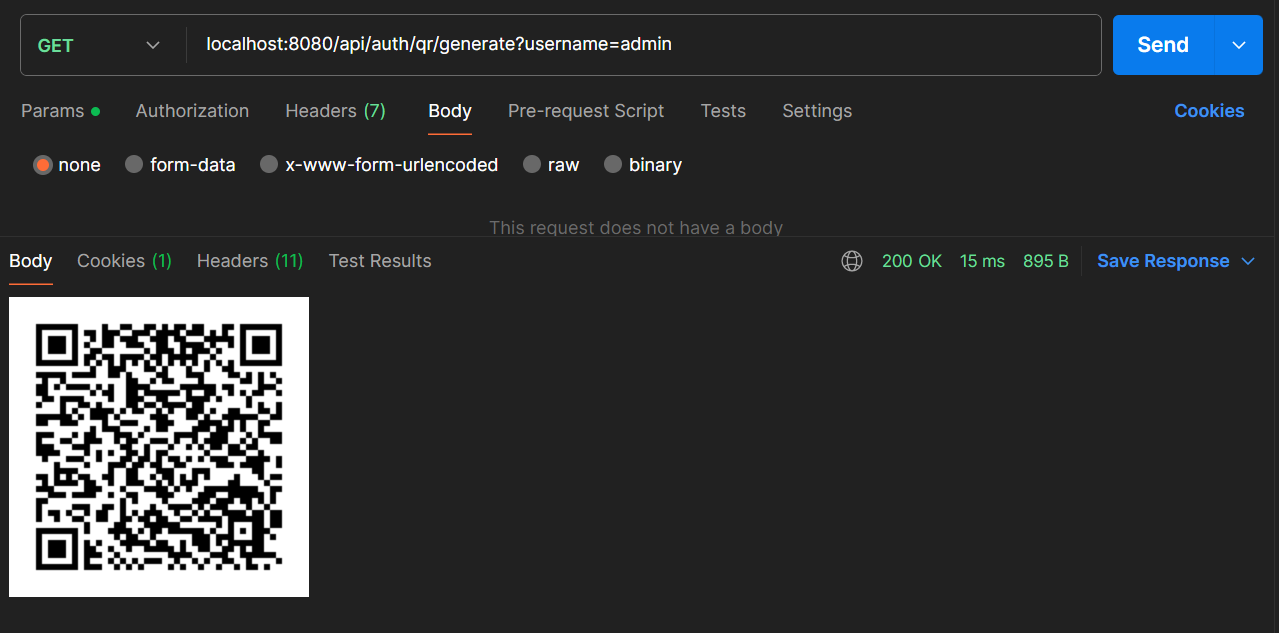 GET localhost:8080/api/auth/qr/generate?username=admin Send
Params Authorization Headers (7) Body Pre-request Script Tests Settings Cookies
none form-data x-www-form-urlencoded raw binary
This request does not have a body
Body Cookies (1) Headers (11) Test Results 200 OK 15 ms 895 B Save Response